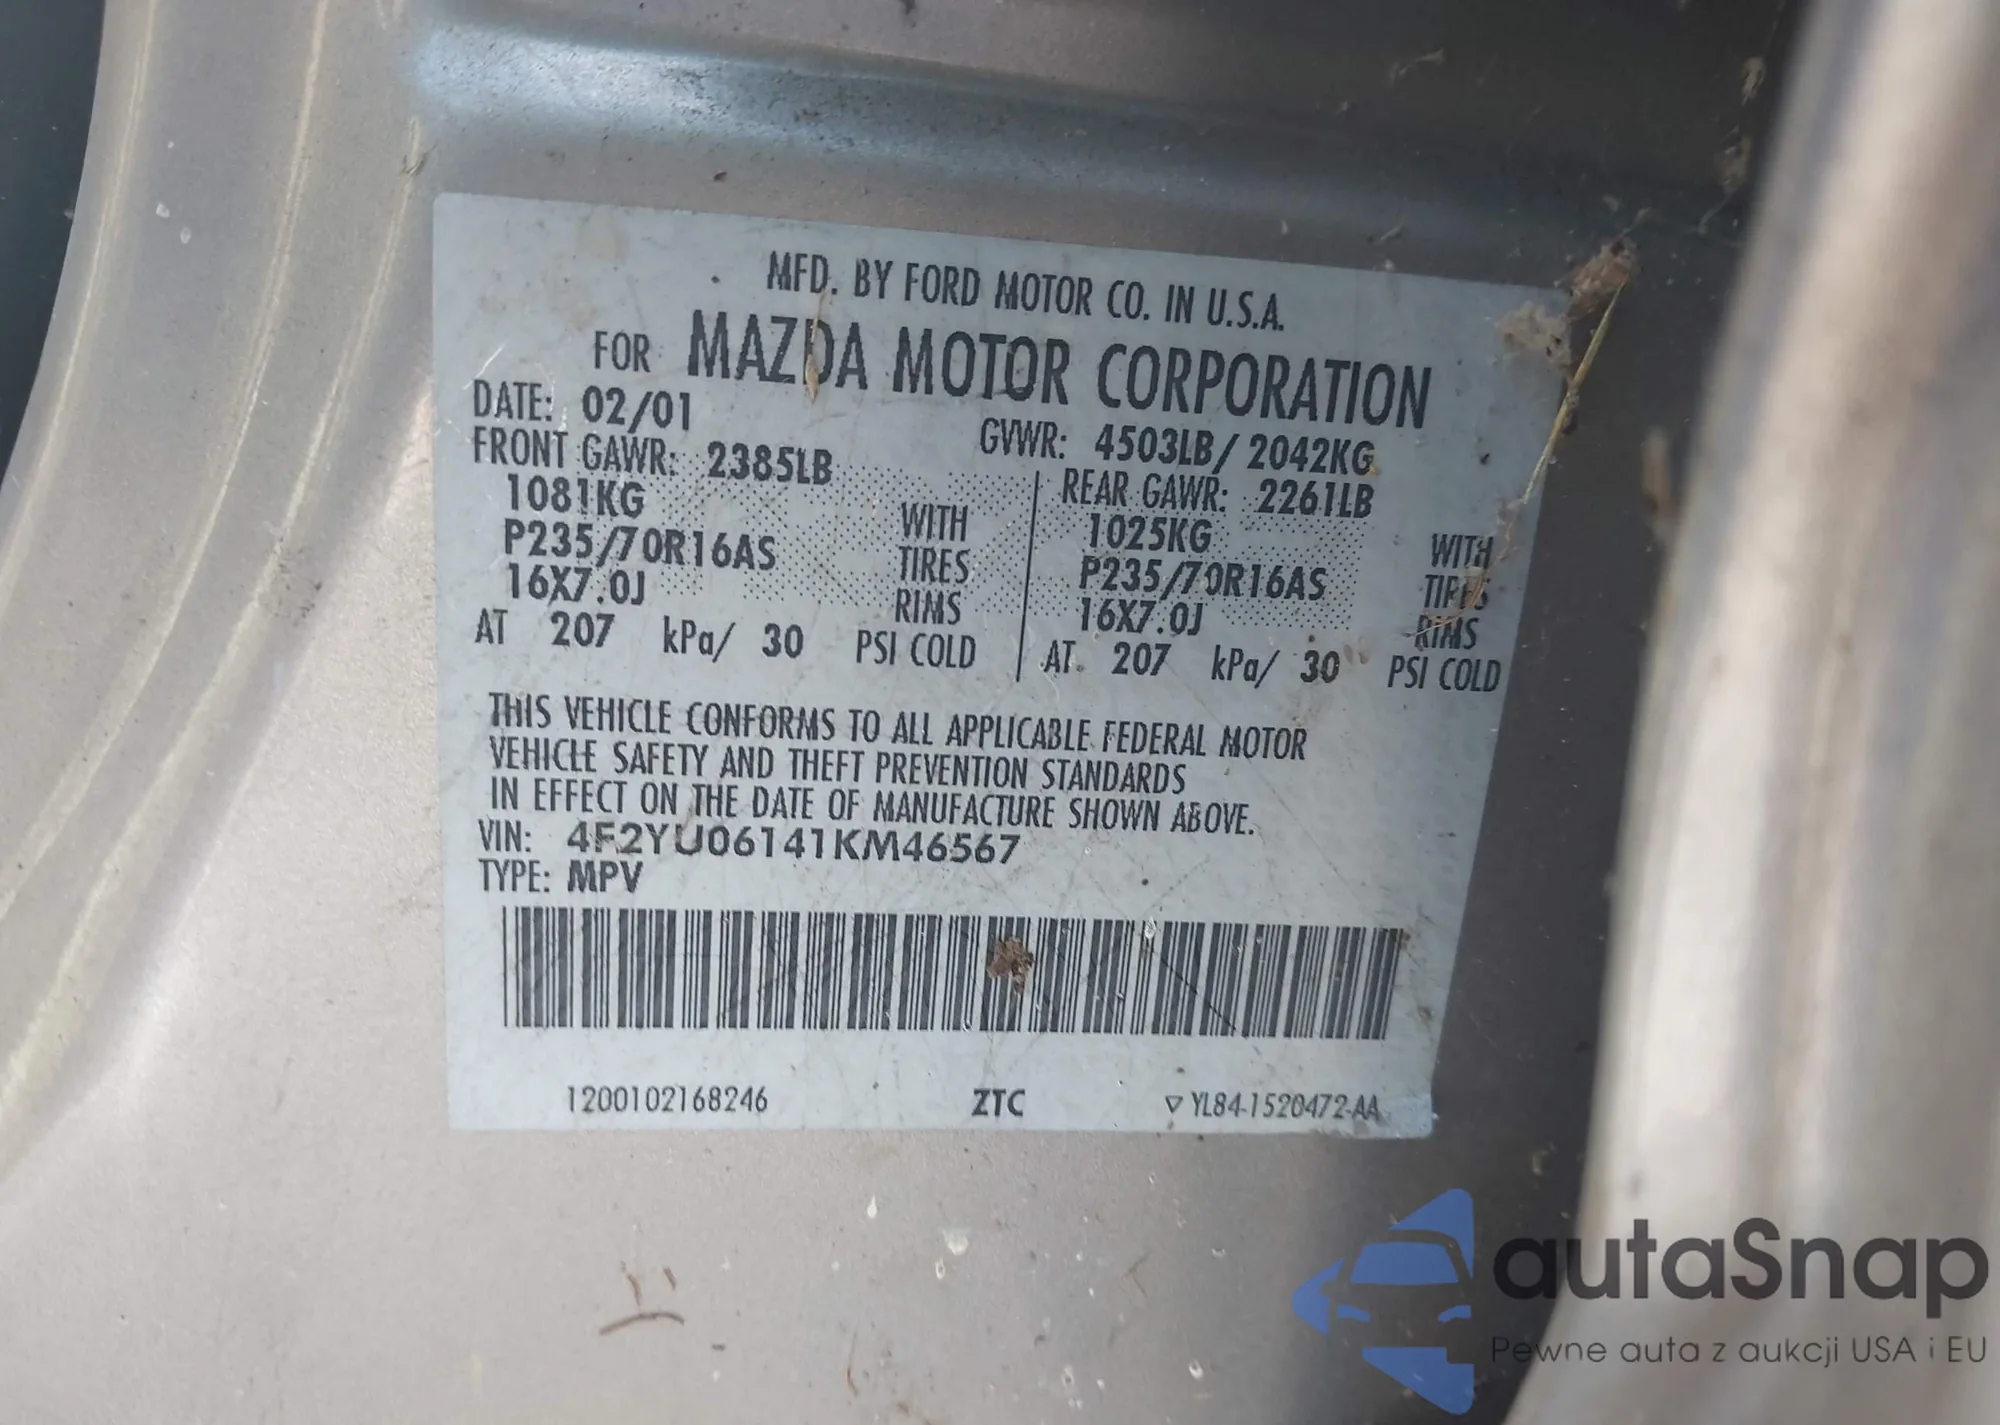 MFD. BY FORD MOTOR CO. IN U.S.A.
FOR MAZDA MOTOR CORPORATION
DATE: 02/01 GVWR: 4503LB/ 2042KG
FRONT GAWR: 2385LB REAR GAWR: 2261LB
1081KG WITH 1025KG WITH
P235/70R16AS TIRES P235/70R16AS TIRES
16X7.0J RIMS 16X7.0J RIMS
AT 207 kPa/ 30 PSI COLD AT 207 kPa/ 30 PSI COLD
THIS VEHICLE CONFORMS TO ALL APPLICABLE FEDERAL MOTOR
VEHICLE SAFETY AND THEFT PREVENTION STANDARDS
IN EFFECT ON THE DATE OF MANUFACTURE SHOWN ABOVE.
VIN: 4F2YU06141KM46567
TYPE: MPV
1200102168246 ZTC ▽ YL84-1520472-AA
autaSnap
Pewne auta z aukcji USA i EU